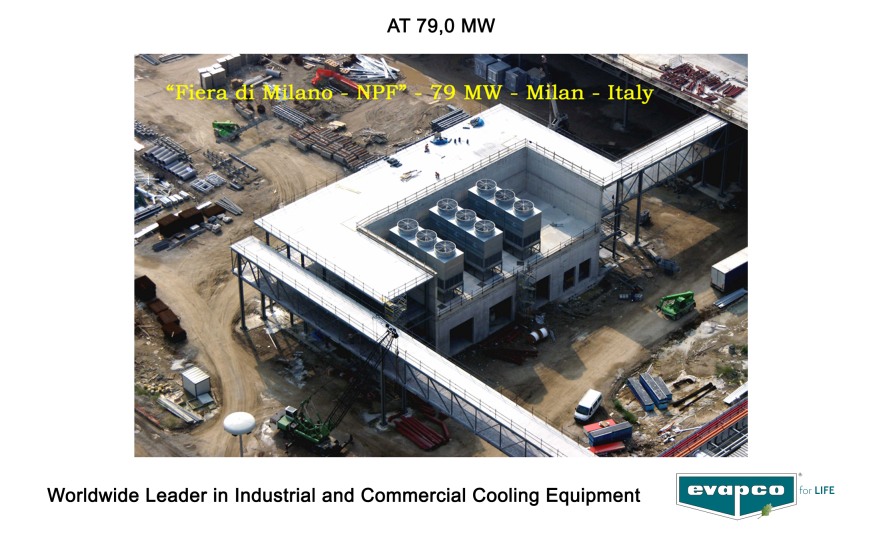 AT 79,0 MW
“Fiera di Milano - NPF” - 79 MW - Milan - Italy
Worldwide Leader in Industrial and Commercial Cooling Equipment
evapco® for LIFE